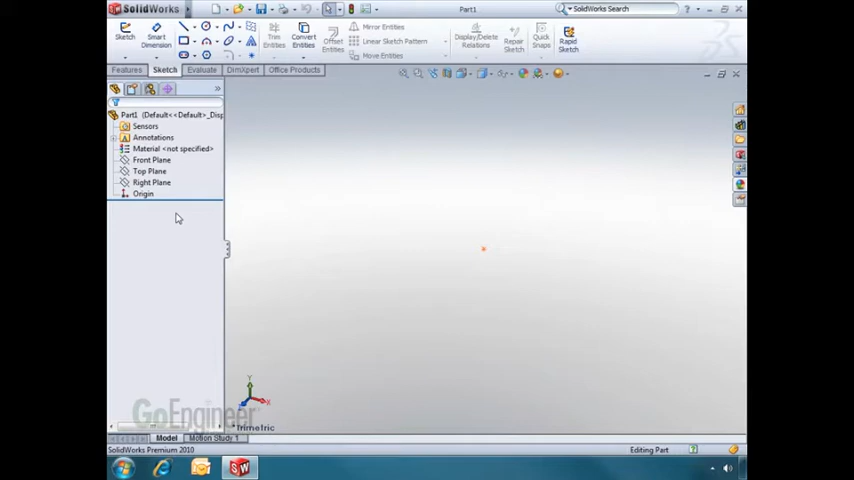 SolidWorks
Part1
SolidWorks Search
Sketch
Smart Dimension
Trim Entities
Convert Entities
Offset Entities
Mirror Entities
Linear Sketch Pattern
Move Entities
Display/Delete Relations
Repair Sketch
Quick Snaps
Rapid Sketch
Features
Sketch
Evaluate
DimXpert
Office Products
Part1 (Default<<Default>_Disp
Sensors
Annotations
Material <not specified>
Front Plane
Top Plane
Right Plane
Origin
Y
X
GoEngineer
*Trimetric
Model
Motion Study 1
SolidWorks Premium 2010
Editing Part